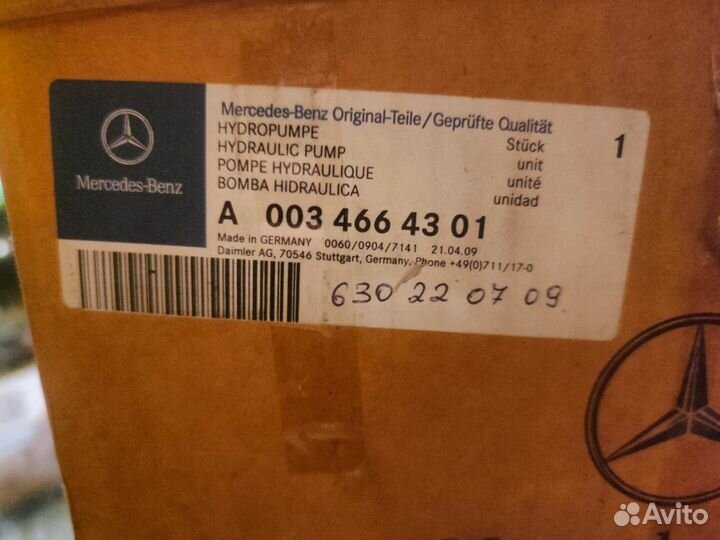 Mercedes-Benz
Mercedes-Benz Original-Teile/Geprüfte Qualität
HYDROPUMPE Stück 1
HYDRAULIC PUMP unit
POMPE HYDRAULIQUE unité
BOMBA HIDRAULICA unidad
A 003 466 43 01
Made in GERMANY 0060/0904/7141 21.04.09
Daimler AG, 70546 Stuttgart, Germany, Phone +49(0)711/17-0
630 22 07 09
Avito